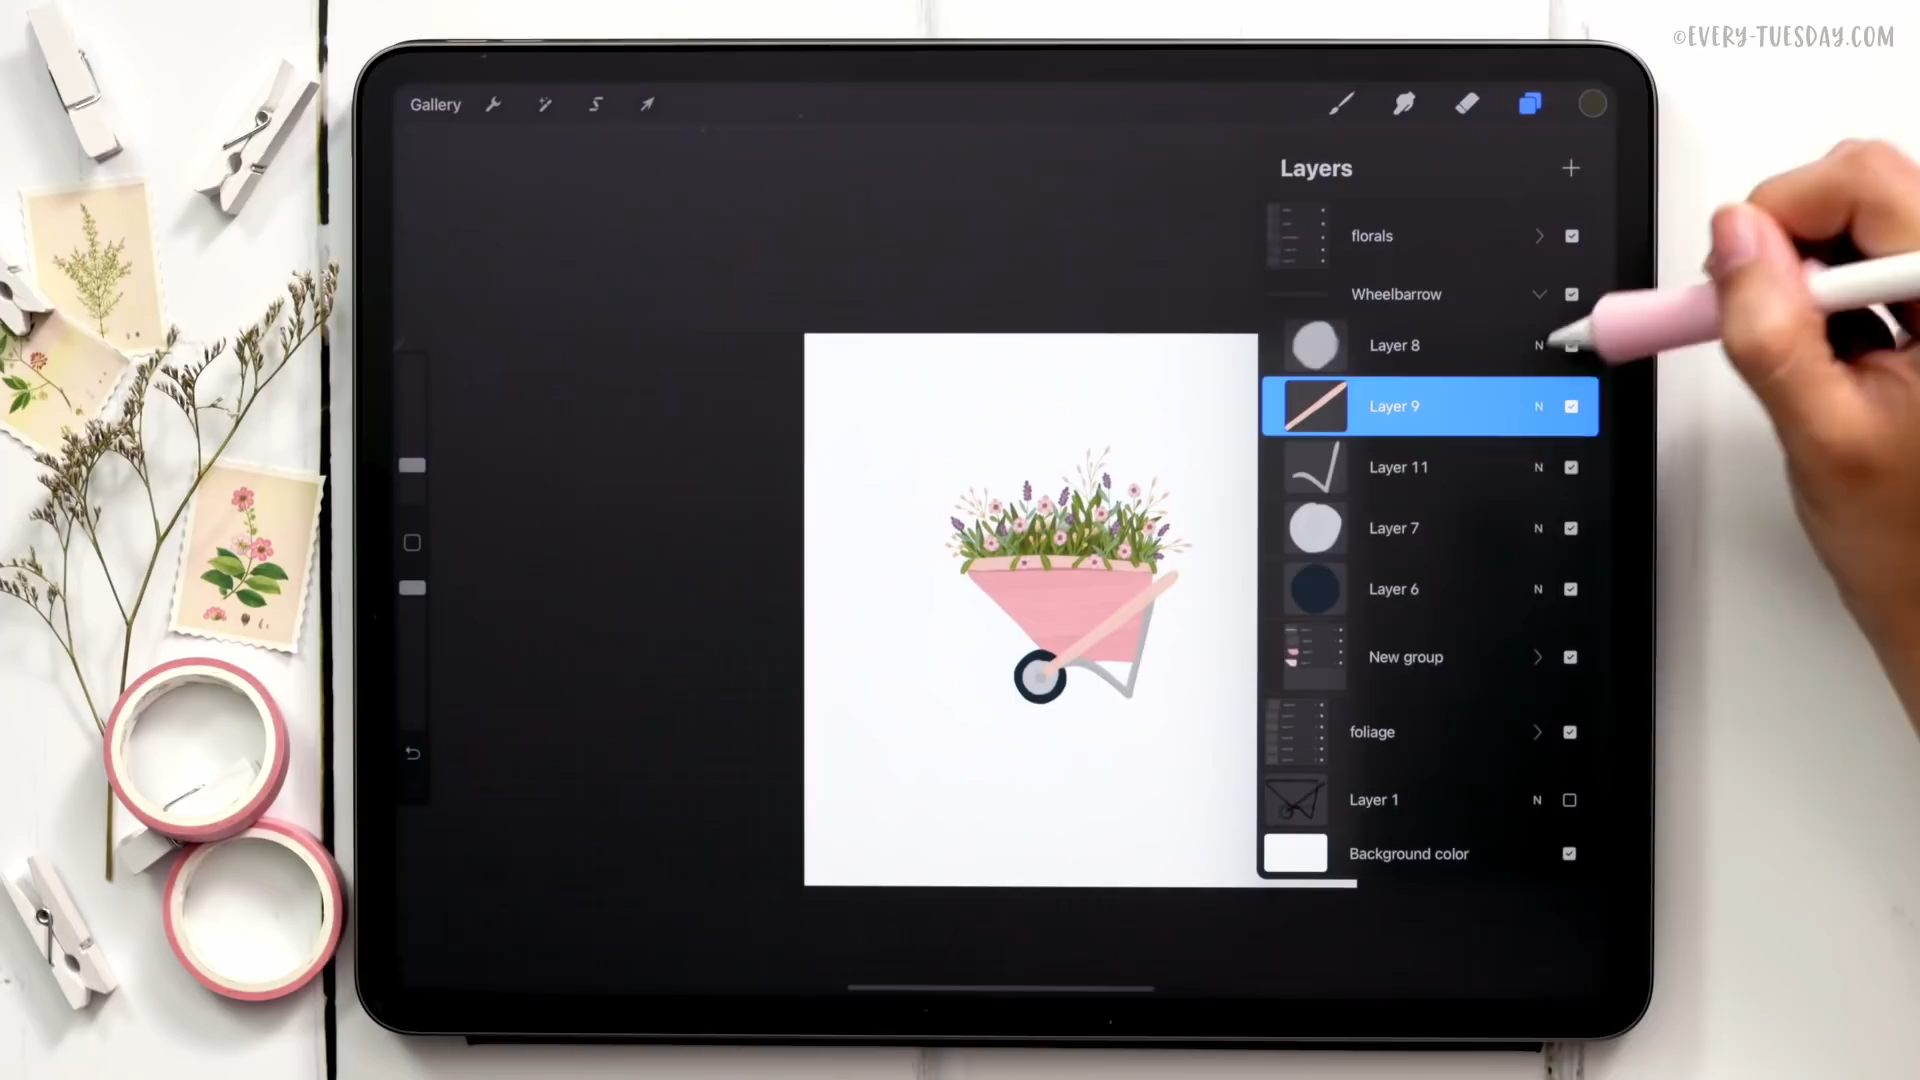 ©EVERY-TUESDAY.COM
Gallery
Layers
florals
Wheelbarrow
Layer 8 N
Layer 9 N
Layer 11 N
Layer 7 N
Layer 6 N
New group
foliage
Layer 1 N
Background color